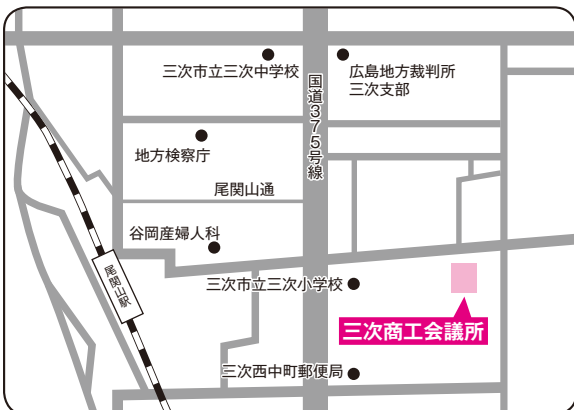 三次市立三次中学校
広島地方裁判所
三次支部
国道375号線
地方検察庁
尾関山通
谷岡産婦人科
尾関山駅
三次市立三次小学校
三次商工会議所
三次西中町郵便局